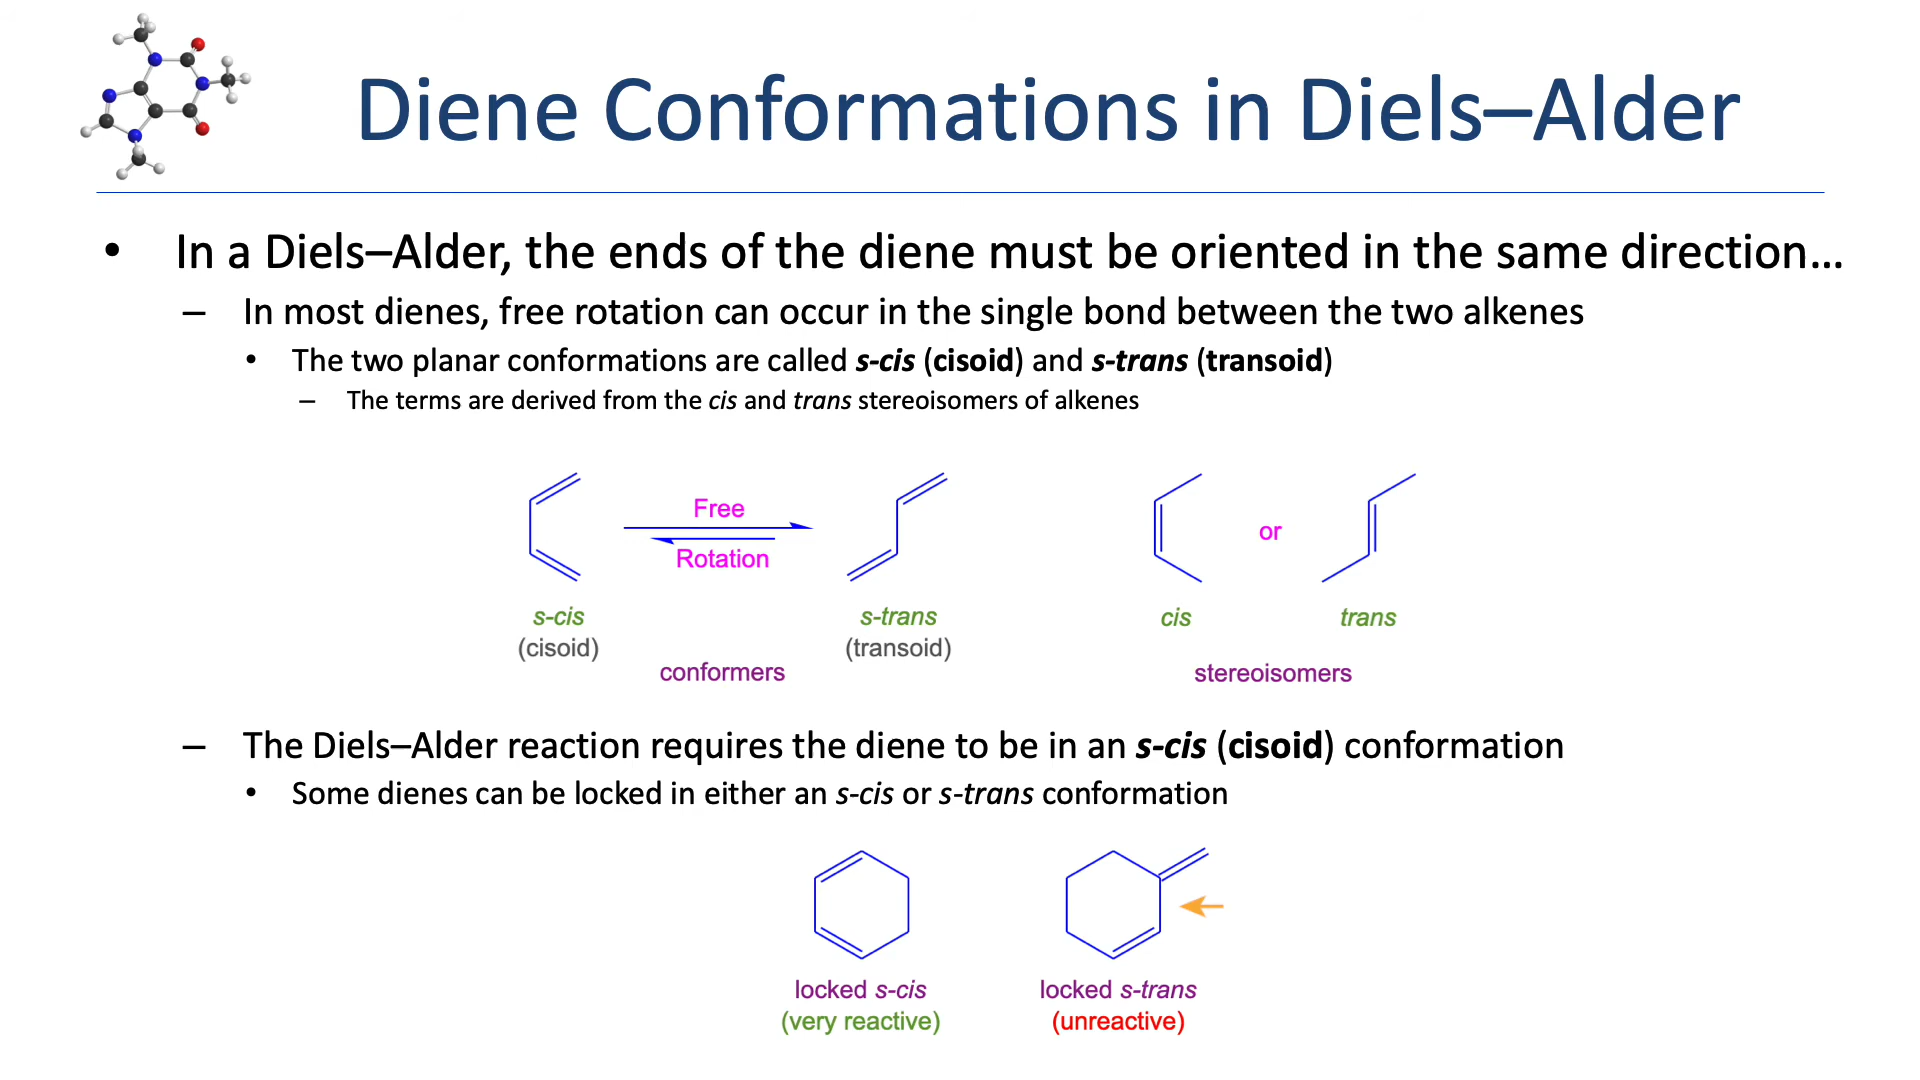 Diene Conformations in Diels–Alder
• In a Diels–Alder, the ends of the diene must be oriented in the same direction…
– In most dienes, free rotation can occur in the single bond between the two alkenes
• The two planar conformations are called s-cis (cisoid) and s-trans (transoid)
– The terms are derived from the cis and trans stereoisomers of alkenes
Free
Rotation
s-cis
(cisoid)
s-trans
(transoid)
conformers
or
cis
trans
stereoisomers
– The Diels–Alder reaction requires the diene to be in an s-cis (cisoid) conformation
• Some dienes can be locked in either an s-cis or s-trans conformation
locked s-cis
(very reactive)
locked s-trans
(unreactive)